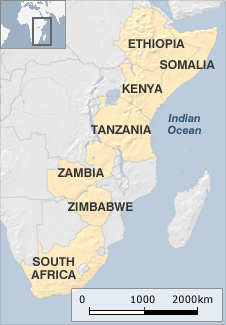 ETHIOPIA
SOMALIA
KENYA
TANZANIA
Indian
Ocean
ZAMBIA
ZIMBABWE
SOUTH
AFRICA
0 1000 2000km